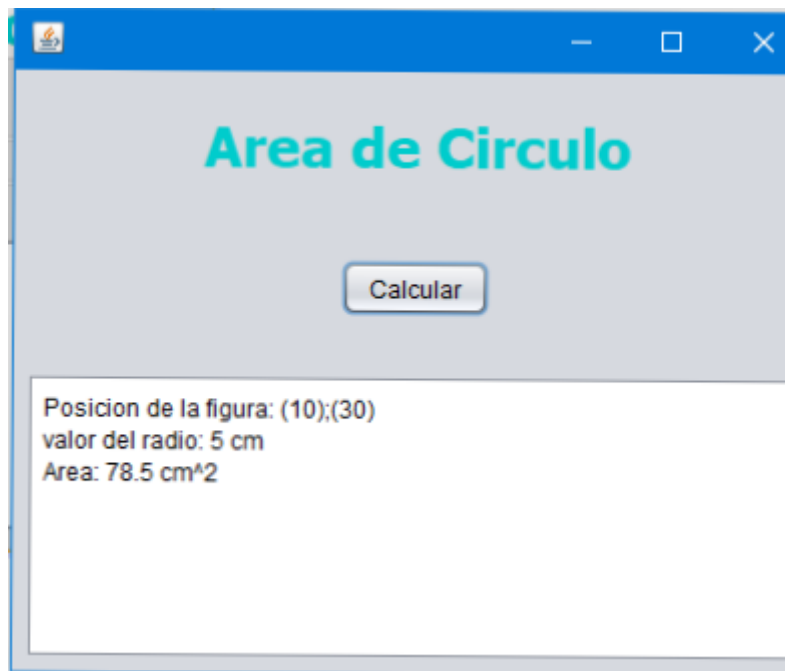 Area de Circulo
Calcular
Posicion de la figura: (10);(30)
valor del radio: 5 cm
Area: 78.5 cm^2